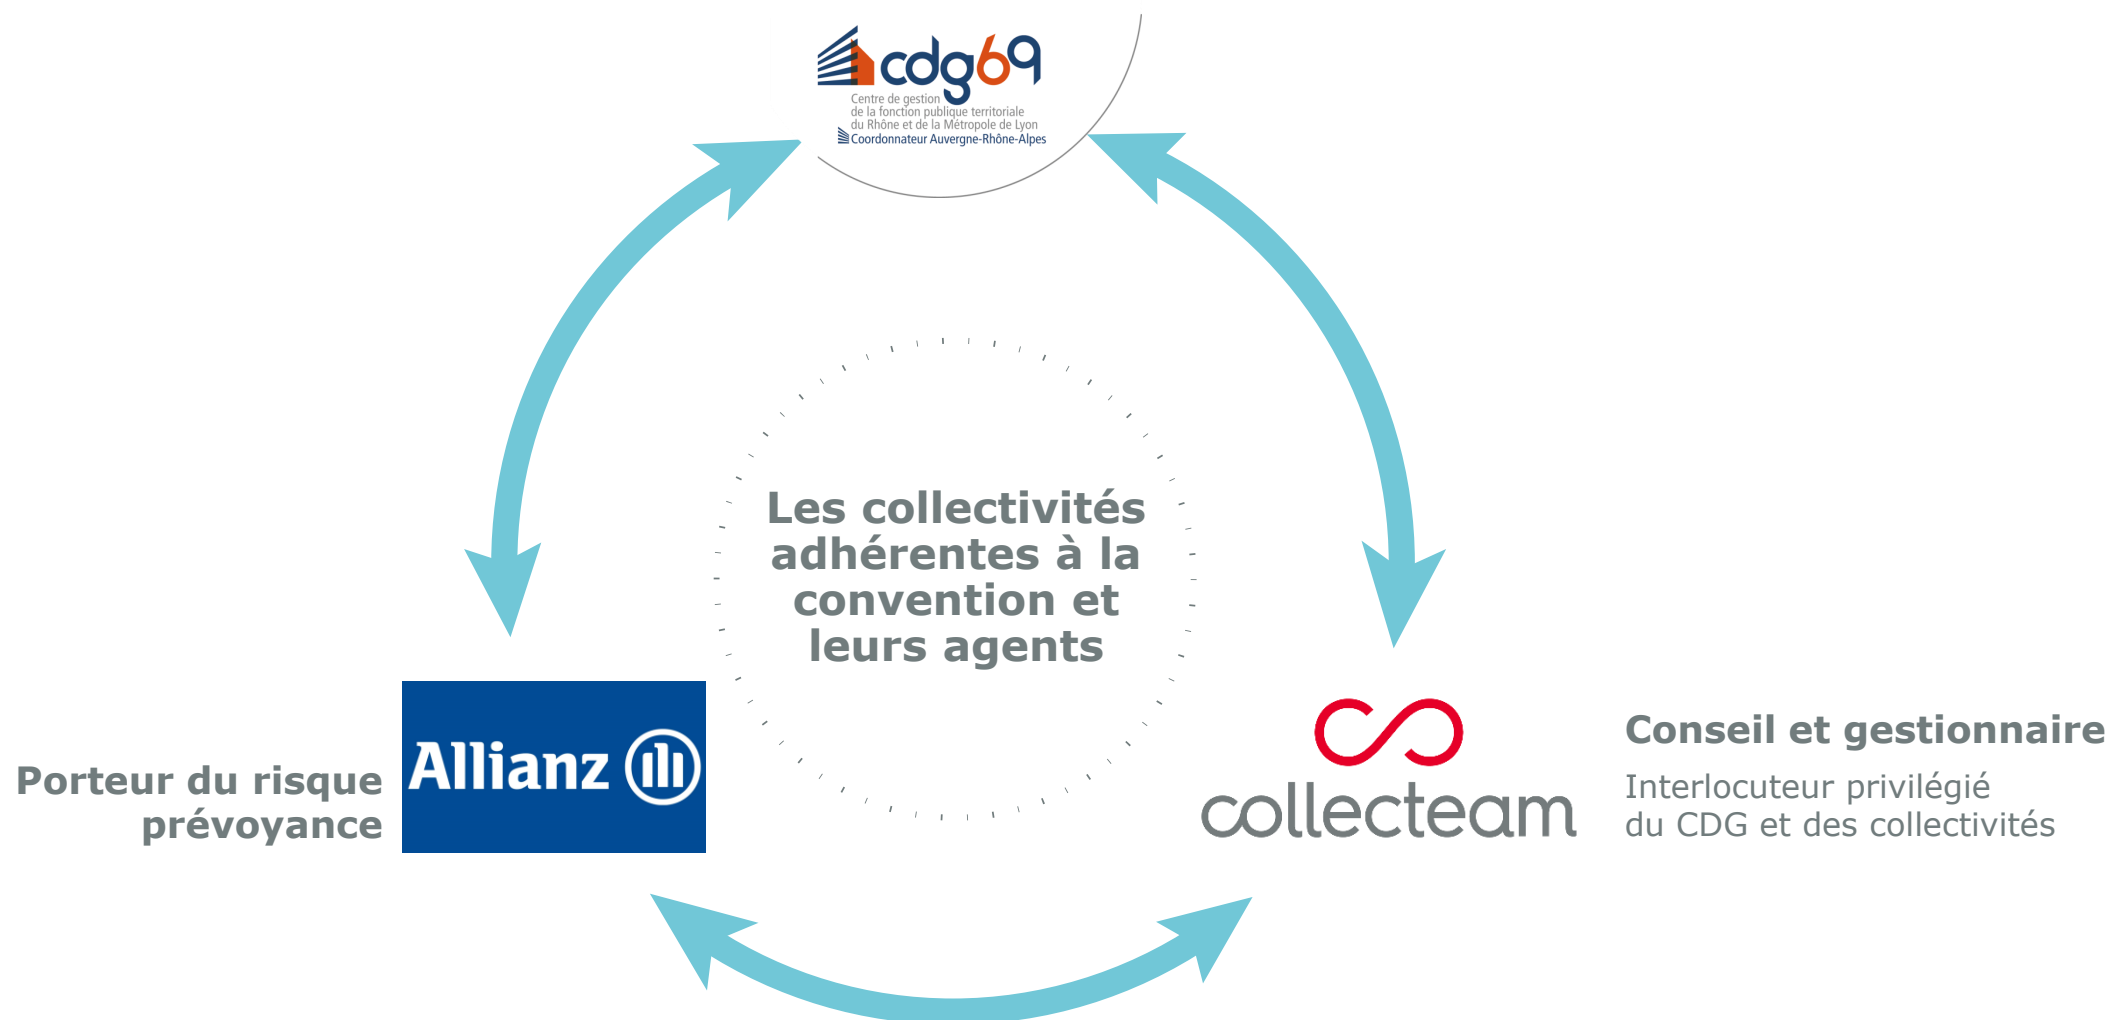 cdg69
Centre de gestion
de la fonction publique territoriale
du Rhône et de la Métropole de Lyon
Coordonnateur Auvergne-Rhône-Alpes
Les collectivités
adhérentes à la
convention et
leurs agents
Porteur du risque
prévoyance
Allianz
collecteam
Conseil et gestionnaire
Interlocuteur privilégié
du CDG et des collectivités